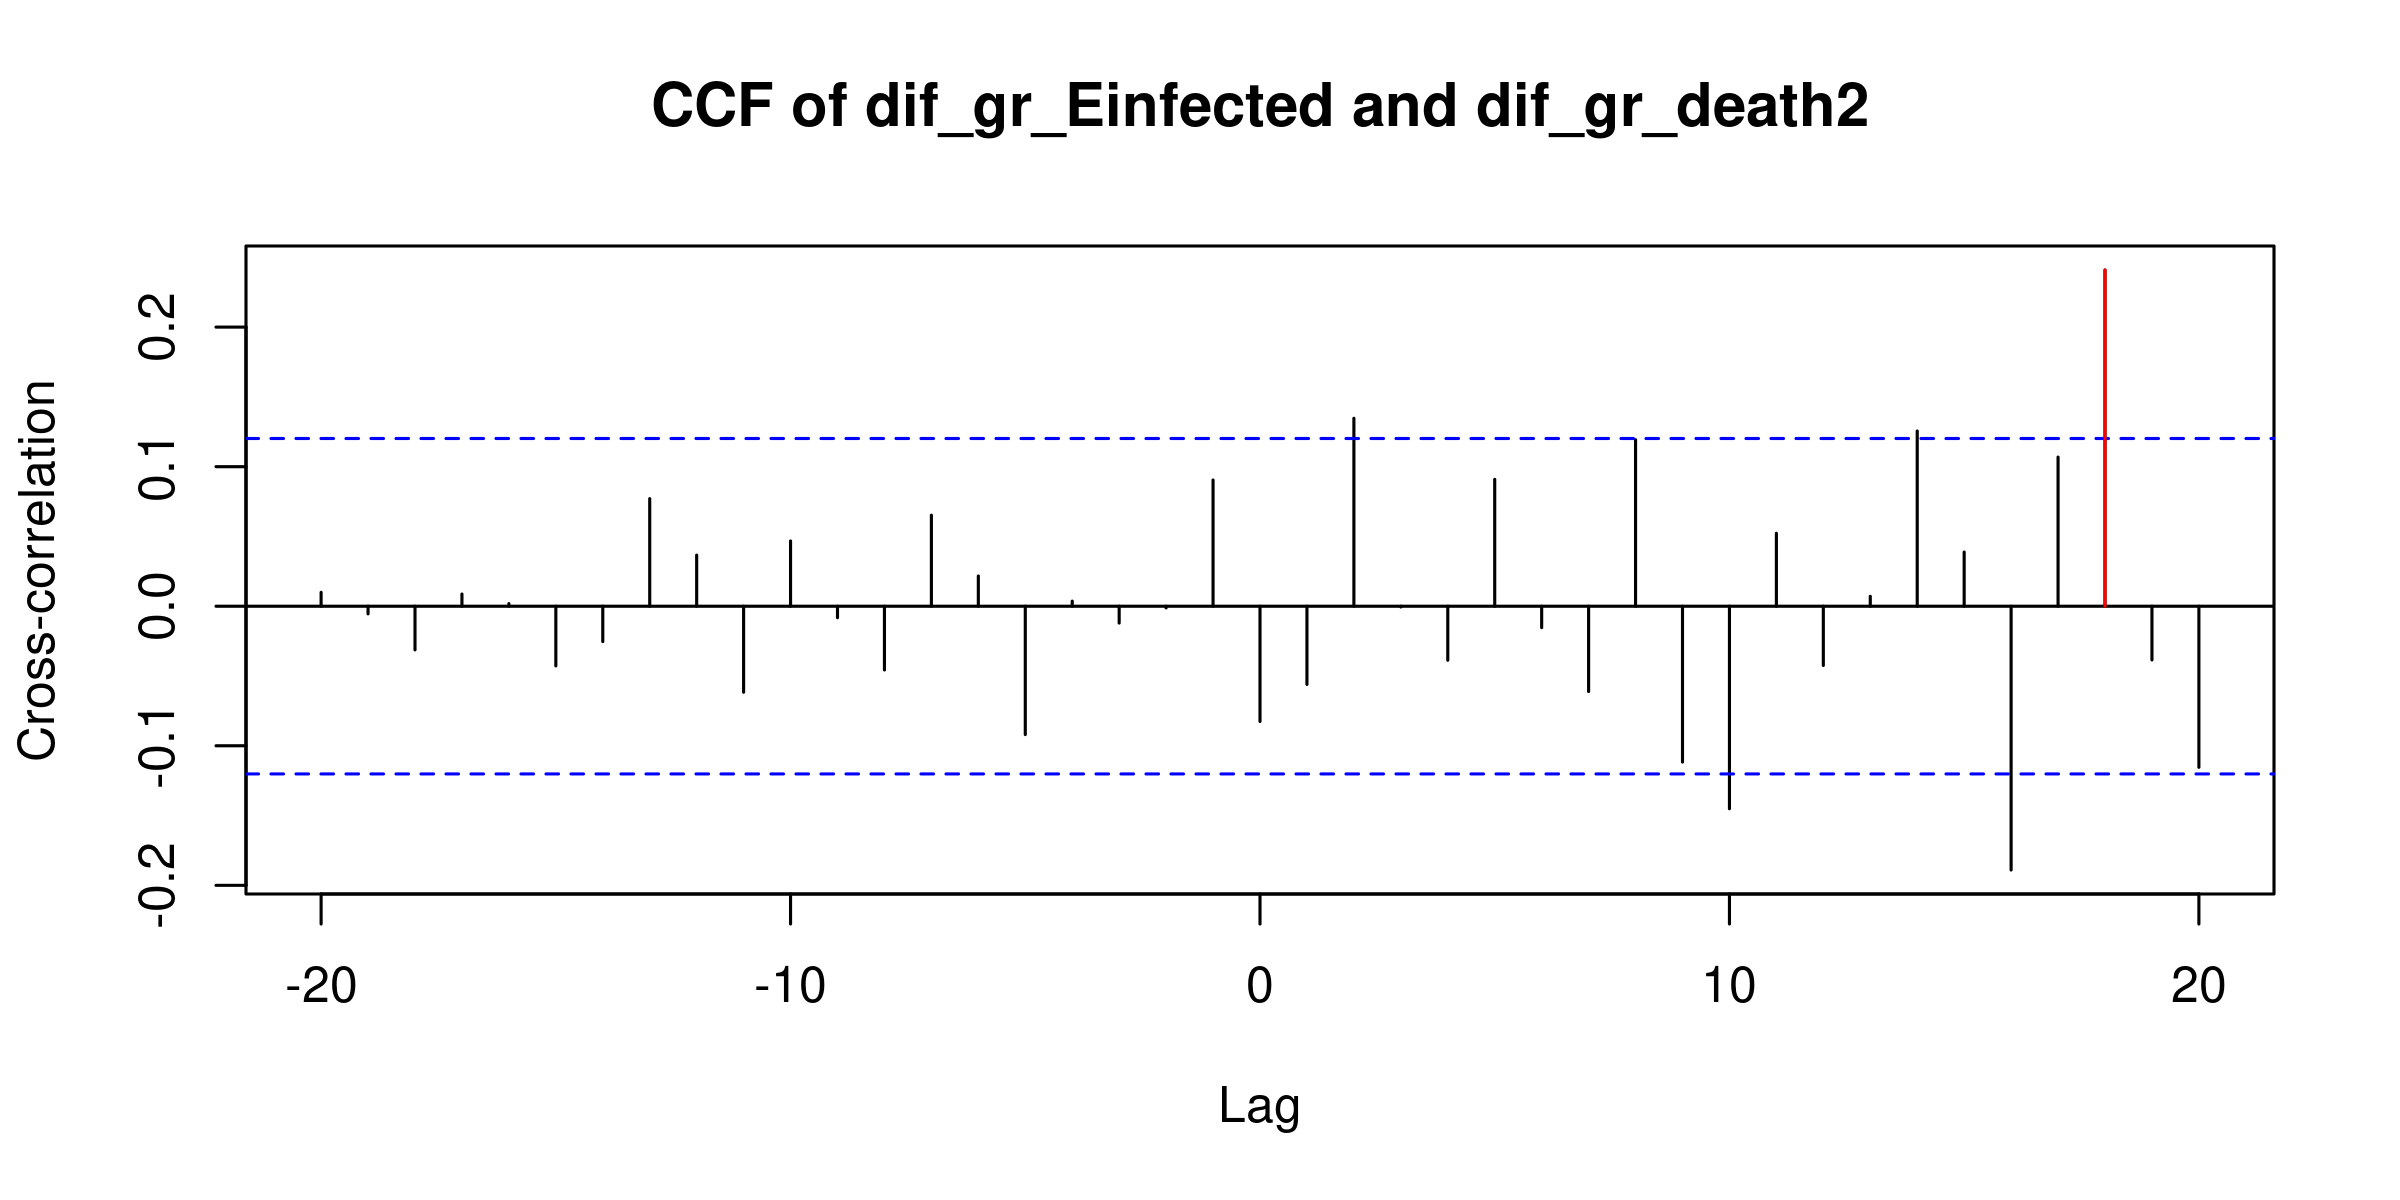 CCF of dif_gr_Einfected and dif_gr_death2
Cross-correlation
0.2
0.1
0.0
-0.1
-0.2
-20 -10 0 10 20
Lag